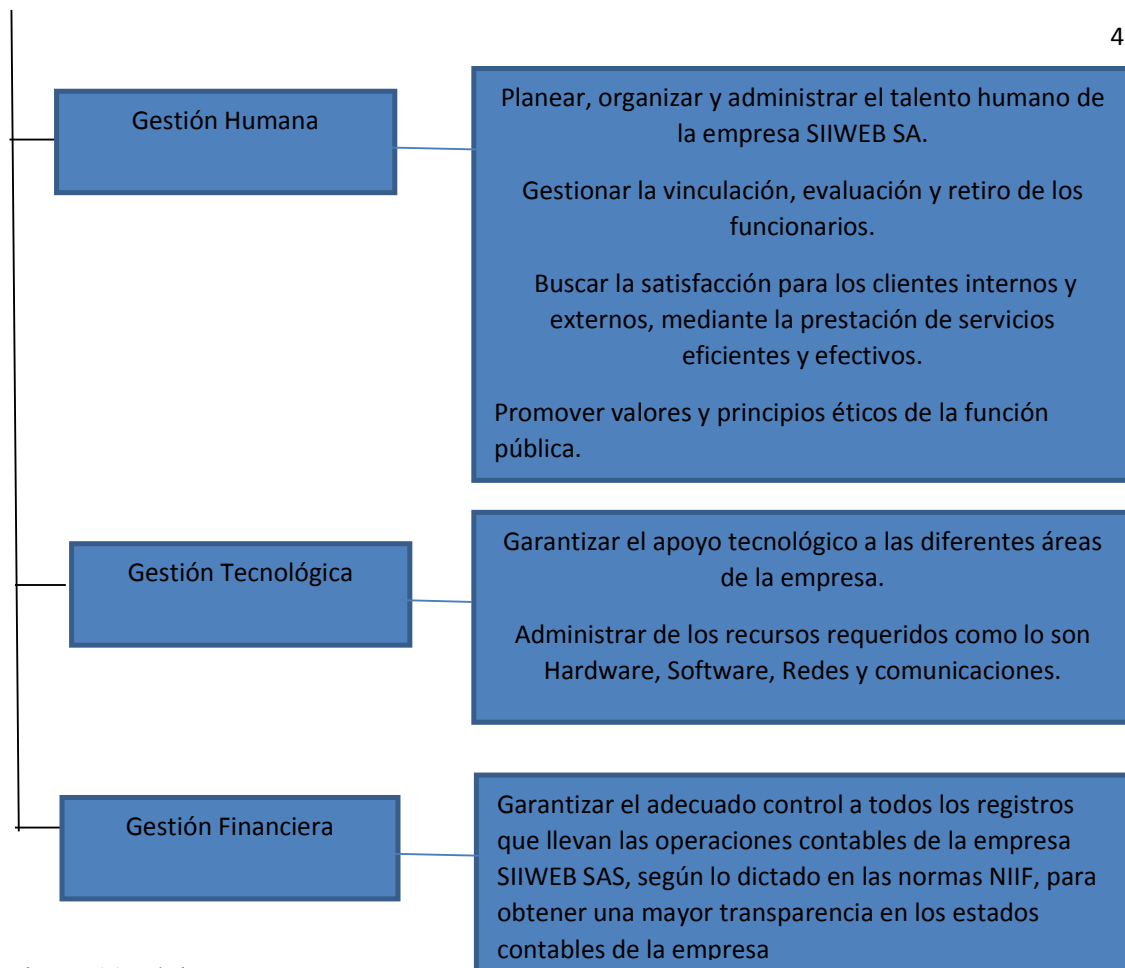 4
Gestión Humana
Planear, organizar y administrar el talento humano de
la empresa SIIWEB SA.
Gestionar la vinculación, evaluación y retiro de los
funcionarios.
Buscar la satisfacción para los clientes internos y
externos, mediante la prestación de servicios
eficientes y efectivos.
Promover valores y principios éticos de la función
pública.
Gestión Tecnológica
Garantizar el apoyo tecnológico a las diferentes áreas
de la empresa.
Administrar de los recursos requeridos como lo son
Hardware, Software, Redes y comunicaciones.
Gestión Financiera
Garantizar el adecuado control a todos los registros
que llevan las operaciones contables de la empresa
SIIWEB SAS, según lo dictado en las normas NIIF, para
obtener una mayor transparencia en los estados
contables de la empresa